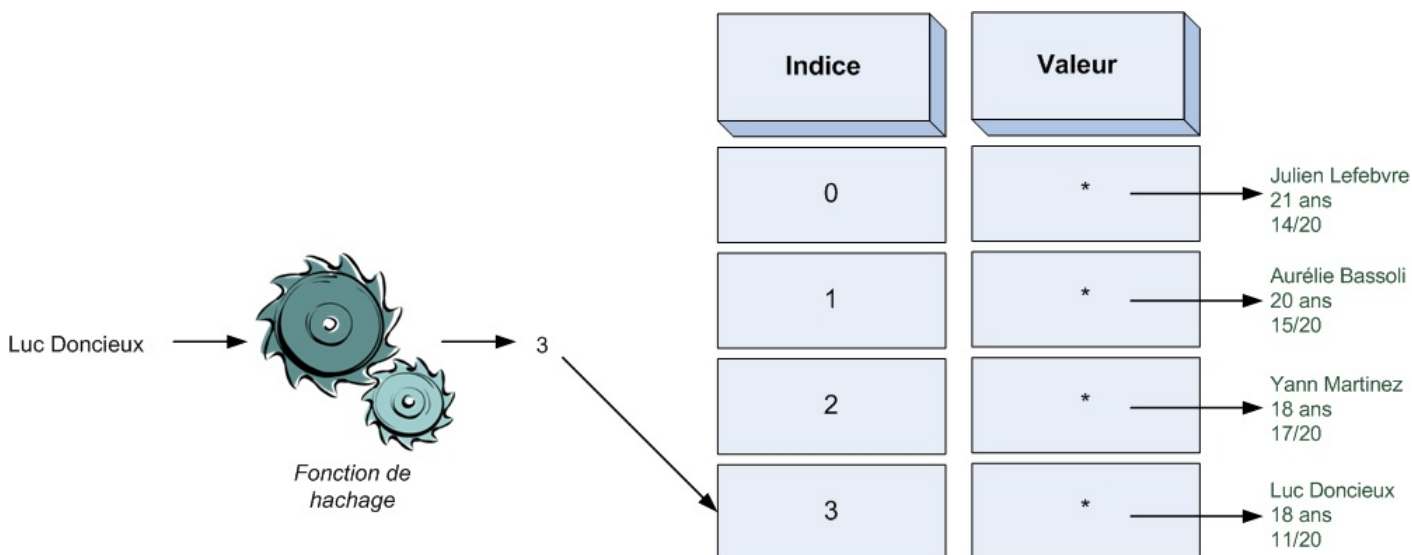 Indice
Valeur
0
*
Julien Lefebvre
21 ans
14/20
1
*
Aurélie Bassoli
20 ans
15/20
Luc Doncieux
3
2
*
Yann Martinez
18 ans
17/20
Fonction de
hachage
3
*
Luc Doncieux
18 ans
11/20